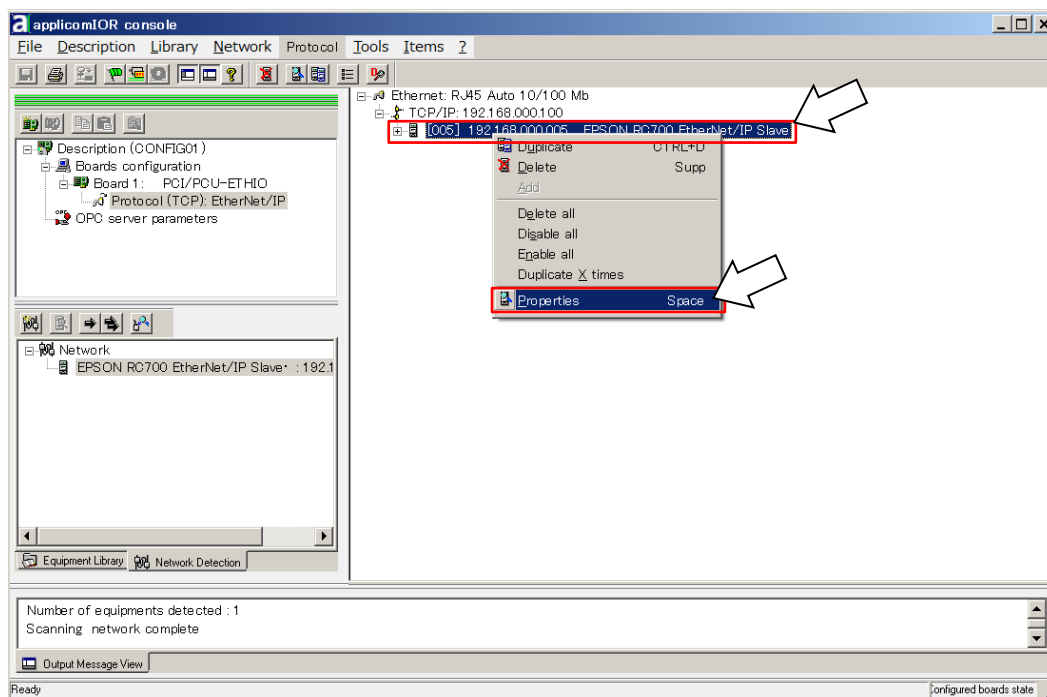 applicomIOR console
File Description Library Network Protocol Tools Items ?
Description (CONFIG01)
Boards configuration
Board 1: PCI/PCU-ETHIO
Protocol (TCP): EtherNet/IP
OPC server parameters
Network
EPSON RC700 EtherNet/IP Slave・ : 192.1
Equipment Library
Network Detection
Ethernet: RJ45 Auto 10/100 Mb
TCP/IP: 192.168.000.100
[005] 192.168.000.005 EPSON RC700 EtherNet/IP Slave
Duplicate CTRL+D
Delete Supp
Add
Delete all
Disable all
Enable all
Duplicate X times
Properties Space
Number of equipments detected : 1
Scanning network complete
Output Message View
Ready
Configured boards state